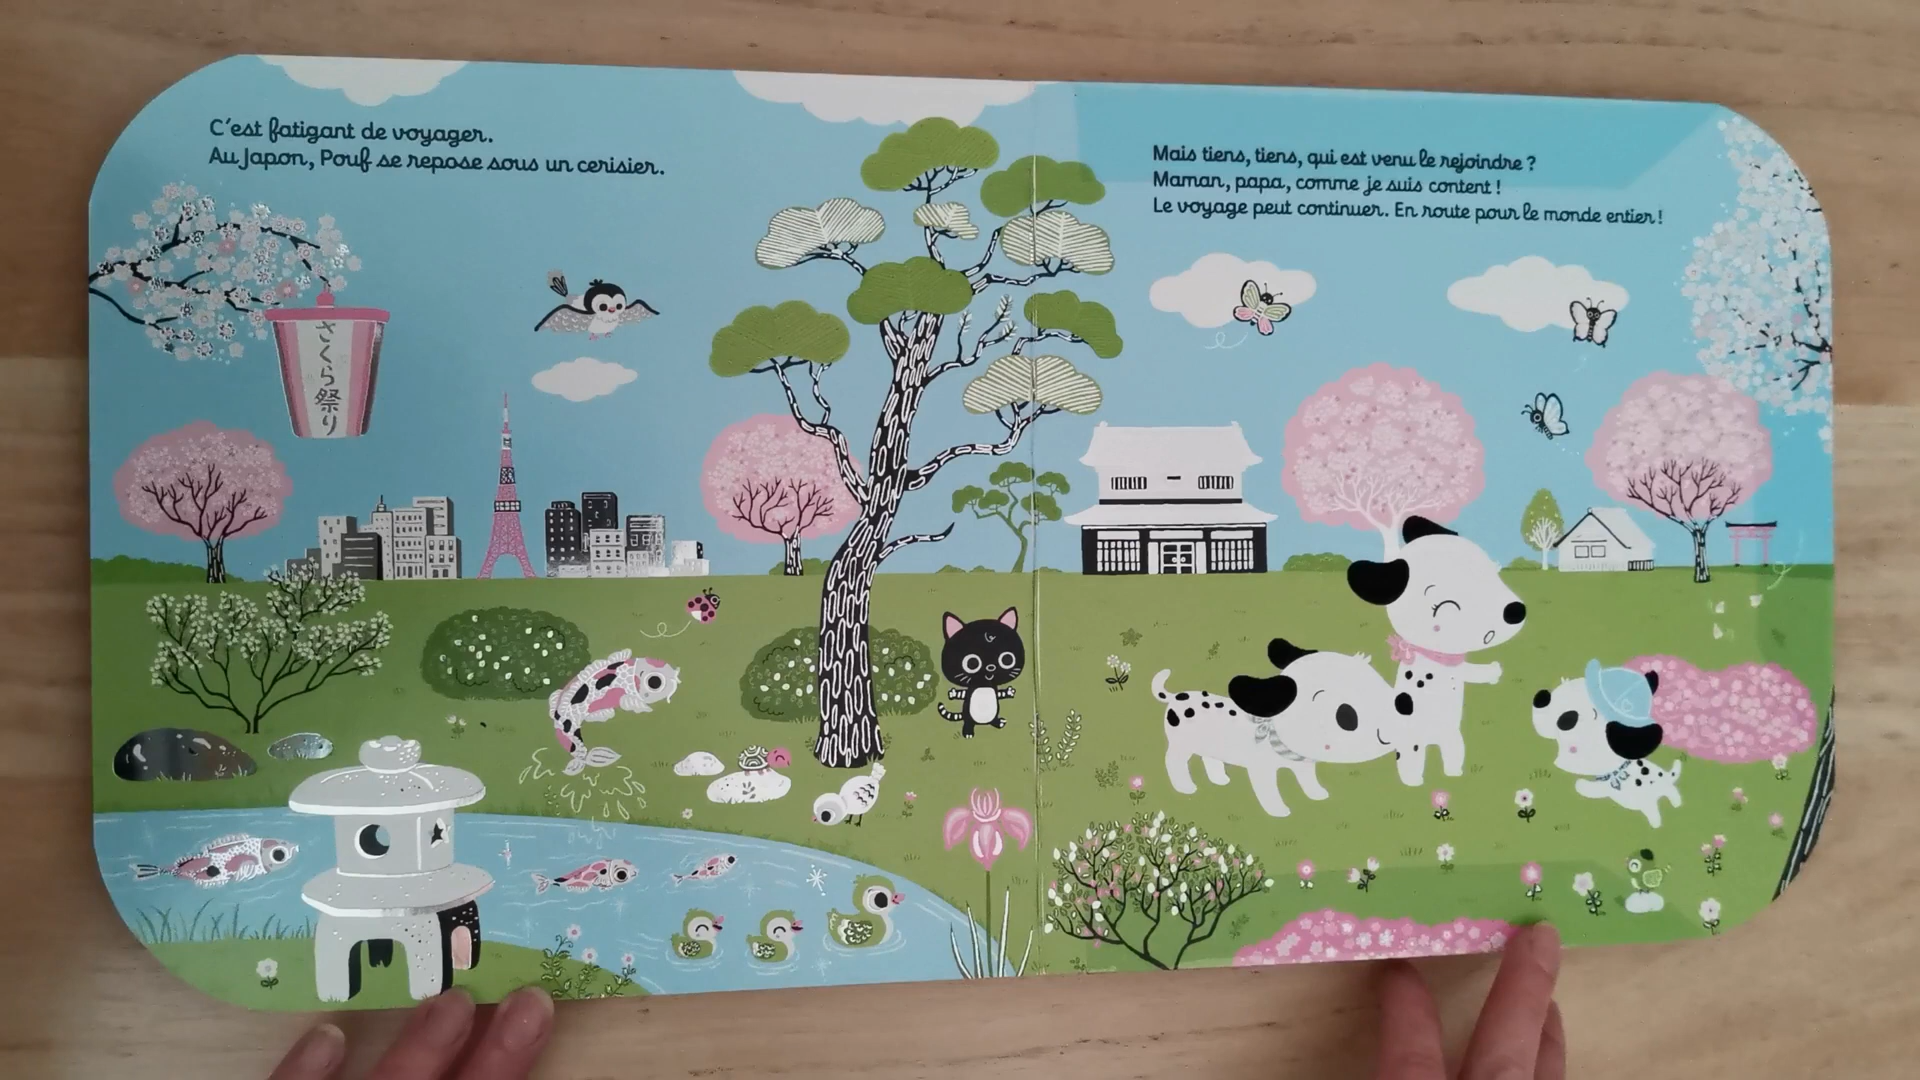 C'est fatigant de voyager.
Au Japon, Pouf se repose sous un cerisier.
さくら祭り
Mais tiens, tiens, qui est venu le rejoindre ?
Maman, papa, comme je suis content !
Le voyage peut continuer. En route pour le monde entier !